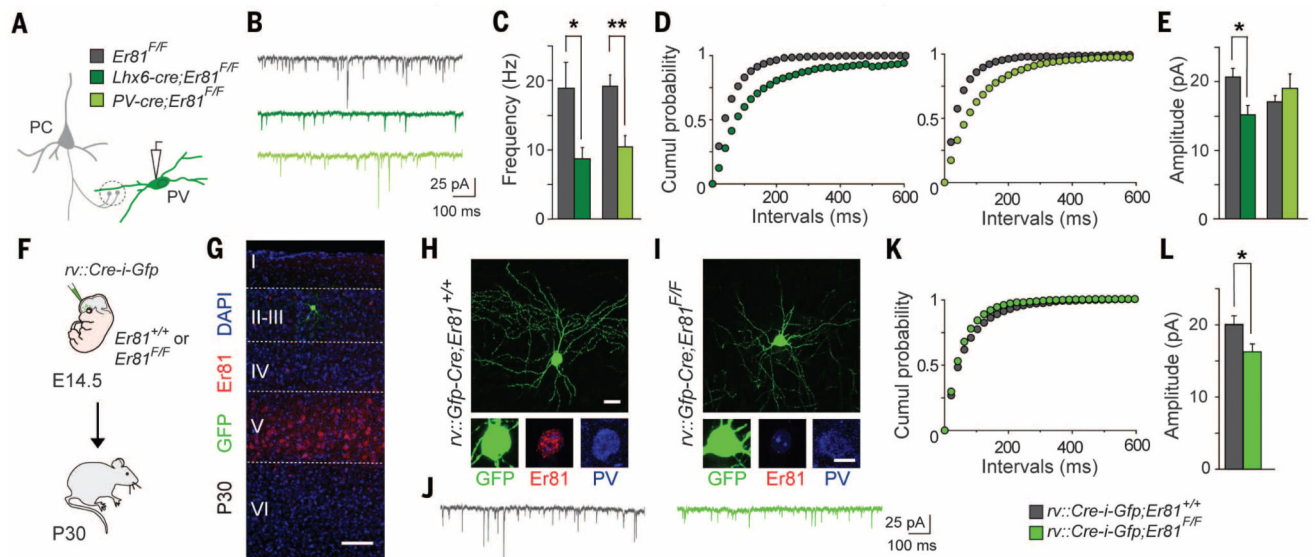 A
Er81F/F
Lhx6-cre;Er81F/F
PV-cre;Er81F/F
PC
PV
B
25 pA
100 ms
C
* **
Frequency (Hz)
20
10
0
D
Cumul probability
1
0.5
0
200 400 600
Intervals (ms)
1
0.5
200 400 600
Intervals (ms)
E
*
Amplitude (pA)
20
10
0
F
rv::Cre-i-Gfp
Er81+/+ or
Er81F/F
E14.5
P30
G
P30 GFP Er81 DAPI
I
II-III
IV
V
VI
H
rv::Gfp-Cre;Er81+/+
GFP Er81 PV
I
rv::Gfp-Cre;Er81F/F
GFP Er81 PV
J
25 pA
100 ms
K
Cumul probability
1
0.5
0
200 400 600
Intervals (ms)
rv::Cre-i-Gfp;Er81+/+
rv::Cre-i-Gfp;Er81F/F
L
*
Amplitude (pA)
20
10
0